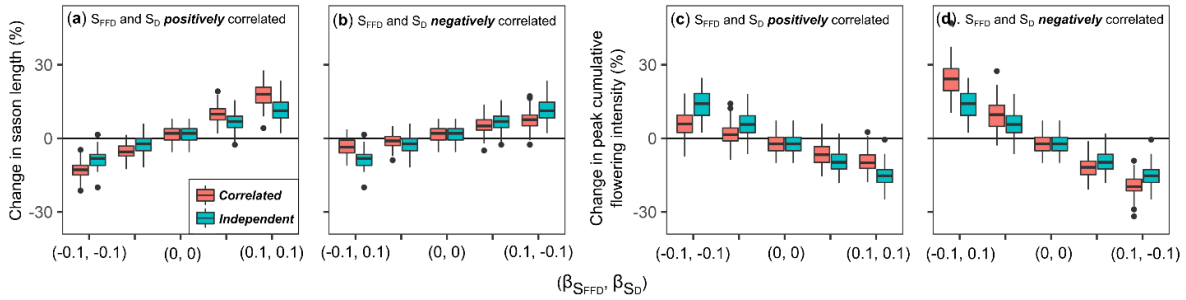 (a) SFFD and SD positively correlated
(b) SFFD and SD negatively correlated
(c) SFFD and SD positively correlated
(d). SFFD and SD negatively correlated
Change in sason length (%)
30
0
-30
Correlated
Independent
Change in peak cumulative
flowering intensity (%)
30
0
-30
(-0.1, -0.1)
(0, 0)
(0.1, 0.1)
(-0.1, 0.1)
(0, 0)
(0.1, -0.1)
(-0.1, -0.1)
(0, 0)
(0.1, 0.1)
(-0.1, 0.1)
(0, 0)
(0.1, -0.1)
(βSFFD, βSD)